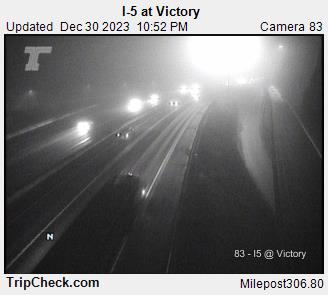 I-5 at Victory
Updated Dec 30 2023 10:52 PM Camera 83
T
N
83 - I5 @ Victory
TripCheck.com Milepost306.80